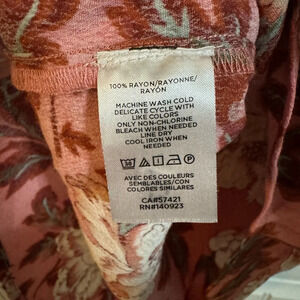 100% RAYON/RAYONNE/
RAYÓN
MACHINE WASH COLD
DELICATE CYCLE WITH
LIKE COLORS
ONLY NON-CHLORINE
BLEACH WHEN NEEDED
LINE DRY
COOL IRON WHEN
NEEDED
AVEC DES COULEURS
SEMBLABLES/CON
COLORES SIMILARES
CA#57421
RN#140923